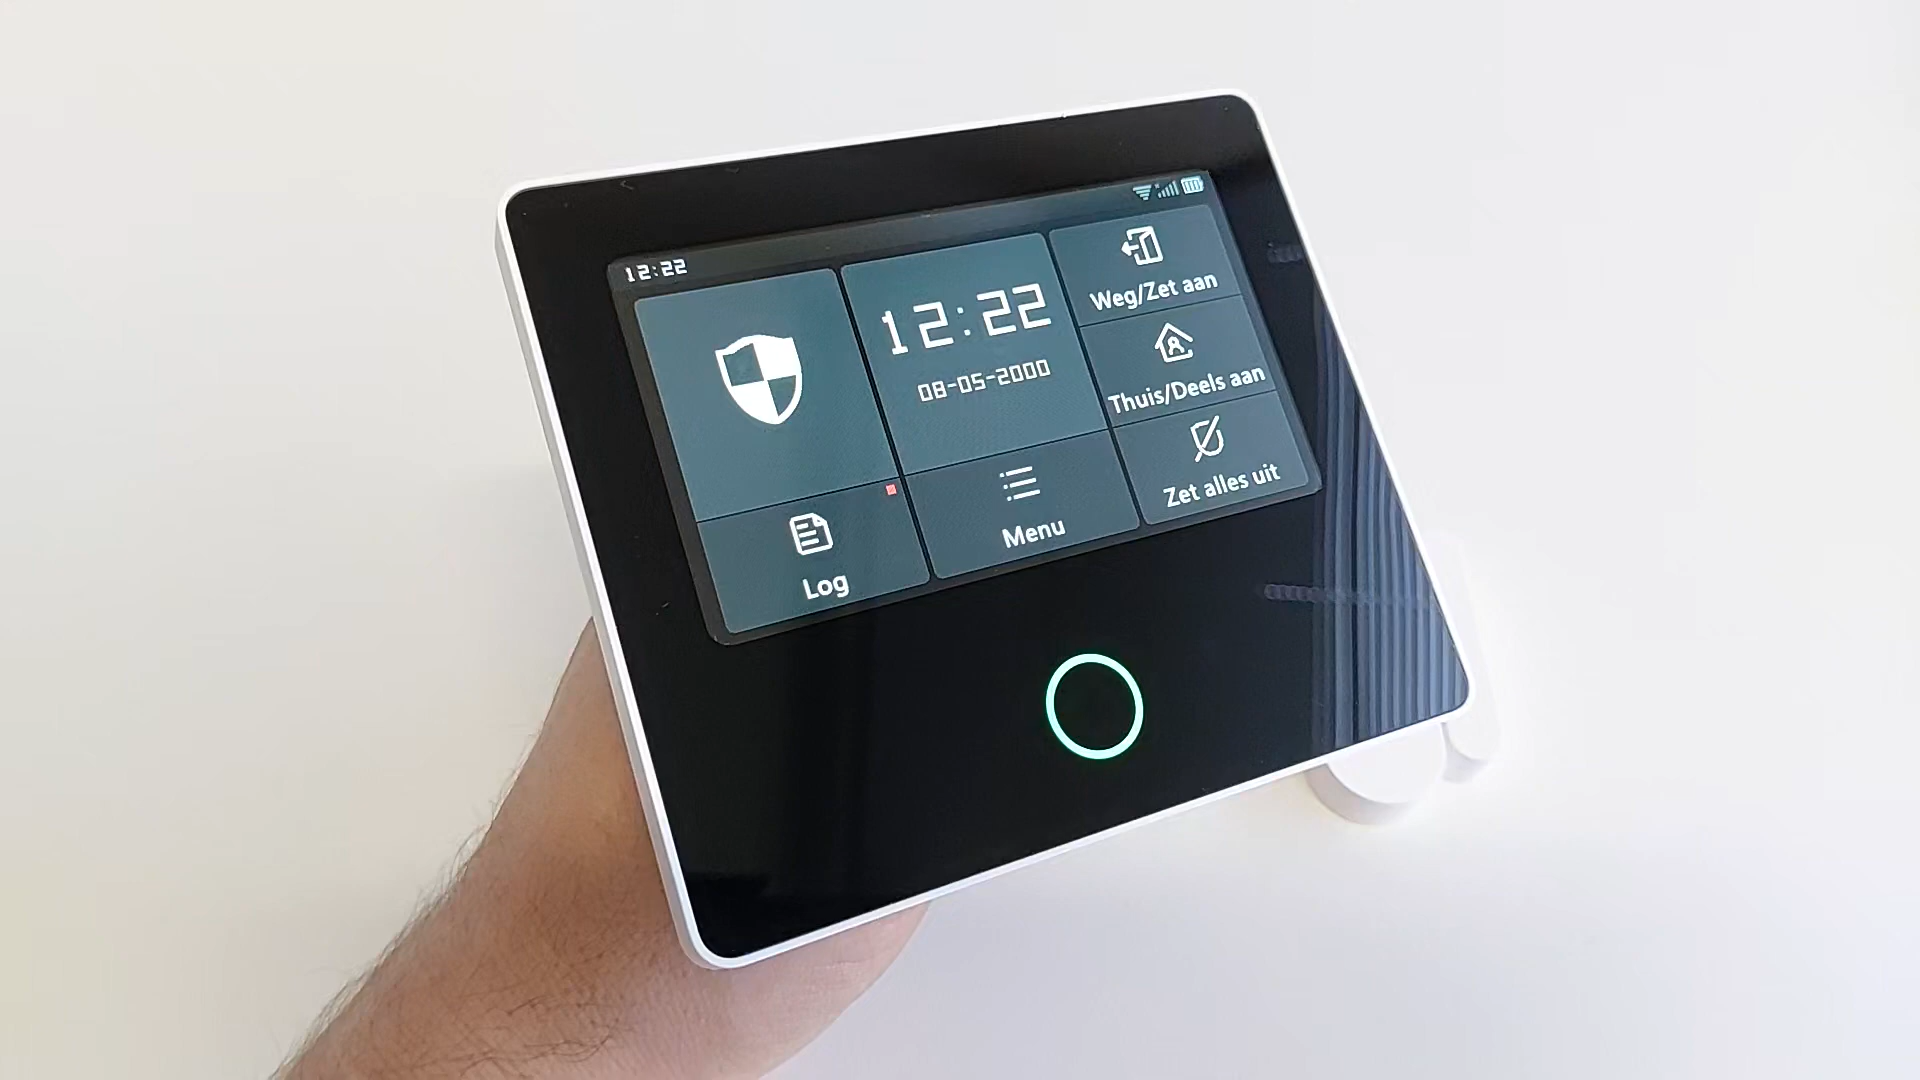 12:22
12:22
08-05-2000
Weg/Zet aan
Thuis/Deels aan
Zet alles uit
Log
Menu